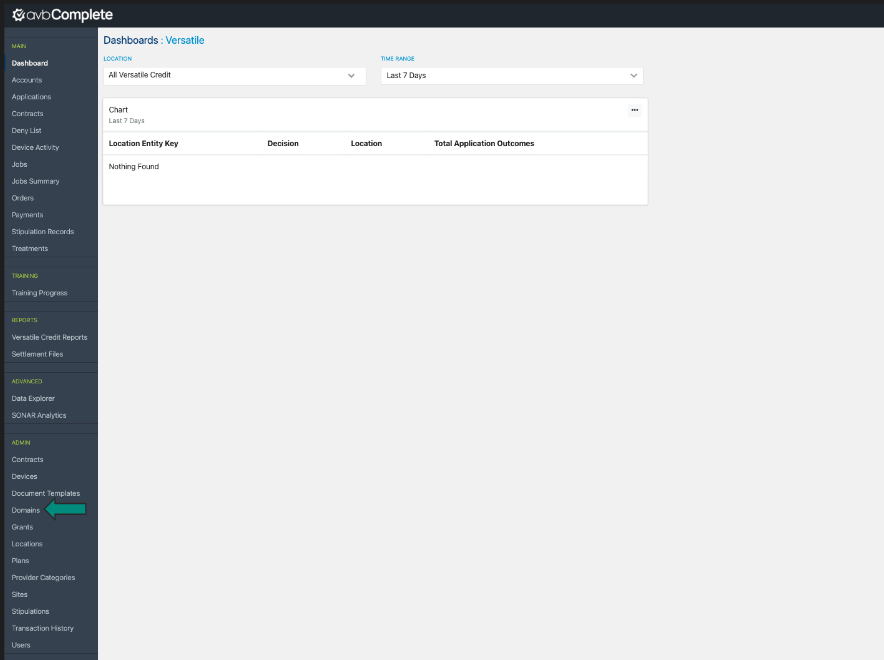 avbComplete
MAIN
Dashboard
Accounts
Applications
Contracts
Deny List
Device Activity
Jobs
Jobs Summary
Orders
Payments
Stipulation Records
Treatments
TRAINING
Training Progress
REPORTS
Versatile Credit Reports
Settlement Files
ADVANCED
Data Explorer
SONAR Analytics
ADMIN
Contracts
Devices
Document Templates
Domains
Grants
Locations
Plans
Provider Categories
Sites
Stipulations
Transaction History
Users
Dashboards : Versatile
LOCATION TIME RANGE
All Versatile Credit Last 7 Days
Chart
Last 7 Days
Location Entity Key Decision Location Total Application Outcomes
Nothing Found